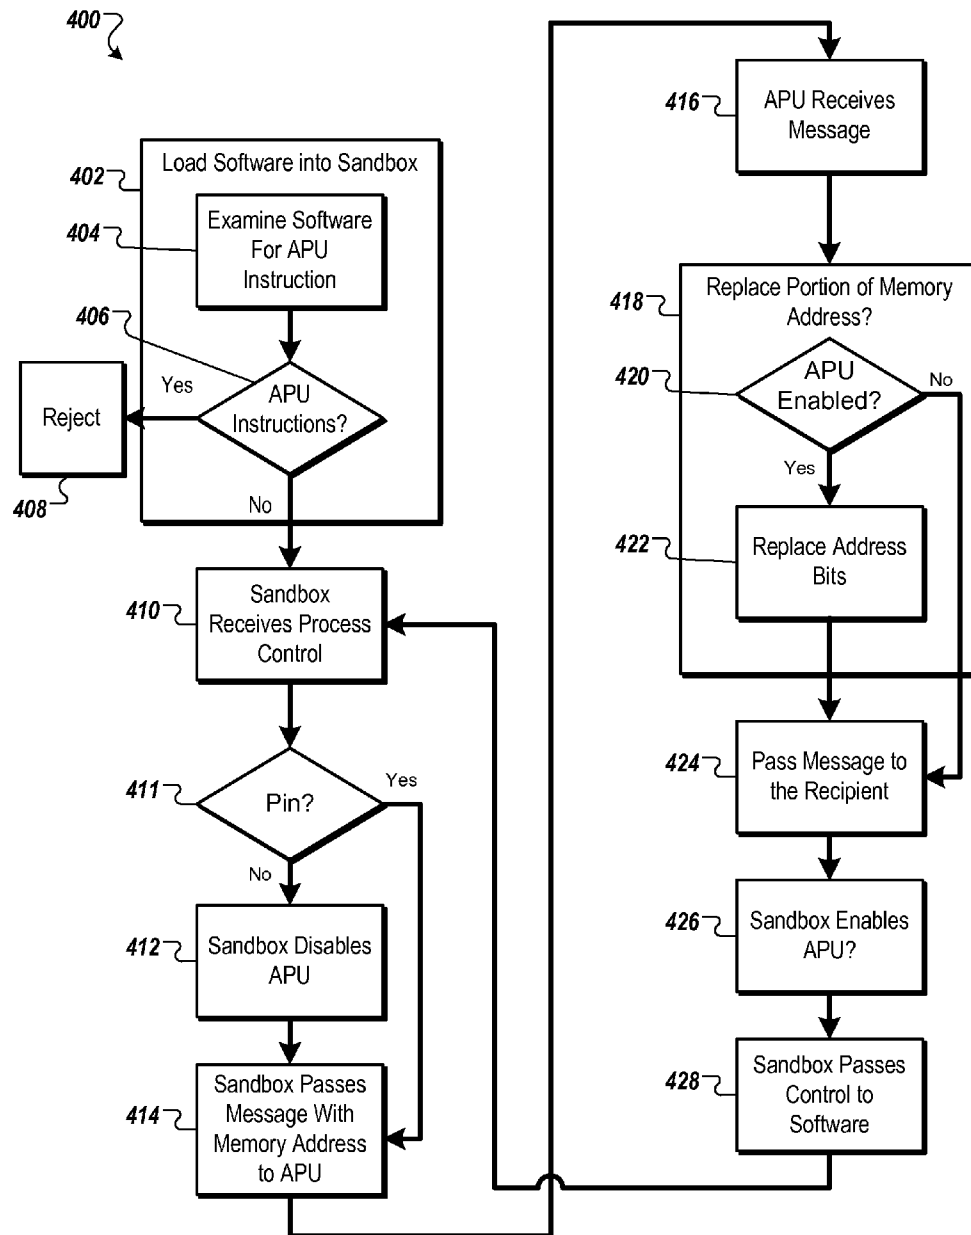 400
402
Load Software into Sandbox
404
Examine Software
For APU
Instruction
406
APU
Instructions?
Yes
Reject
408
No
410
Sandbox
Receives Process
Control
411
Pin?
Yes
No
412
Sandbox Disables
APU
414
Sandbox Passes
Message With
Memory Address
to APU
416
APU Receives
Message
418
Replace Portion of Memory
Address?
420
APU
Enabled?
No
Yes
422
Replace Address
Bits
424
Pass Message to
the Recipient
426
Sandbox Enables
APU?
428
Sandbox Passes
Control to
Software